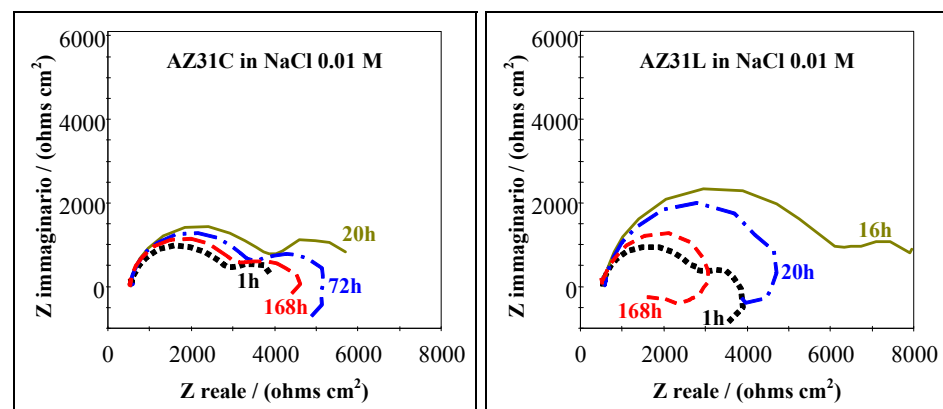 AZ31C in NaCl 0.01 M
Z immaginario / (ohms cm²)
6000
4000
2000
0
20h
1h
72h
168h
0 2000 4000 6000 8000
Z reale / (ohms cm²)
AZ31L in NaCl 0.01 M
Z immaginario / (ohms cm²)
6000
4000
2000
0
16h
20h
168h
1h
0 2000 4000 6000 8000
Z reale / (ohms cm²)